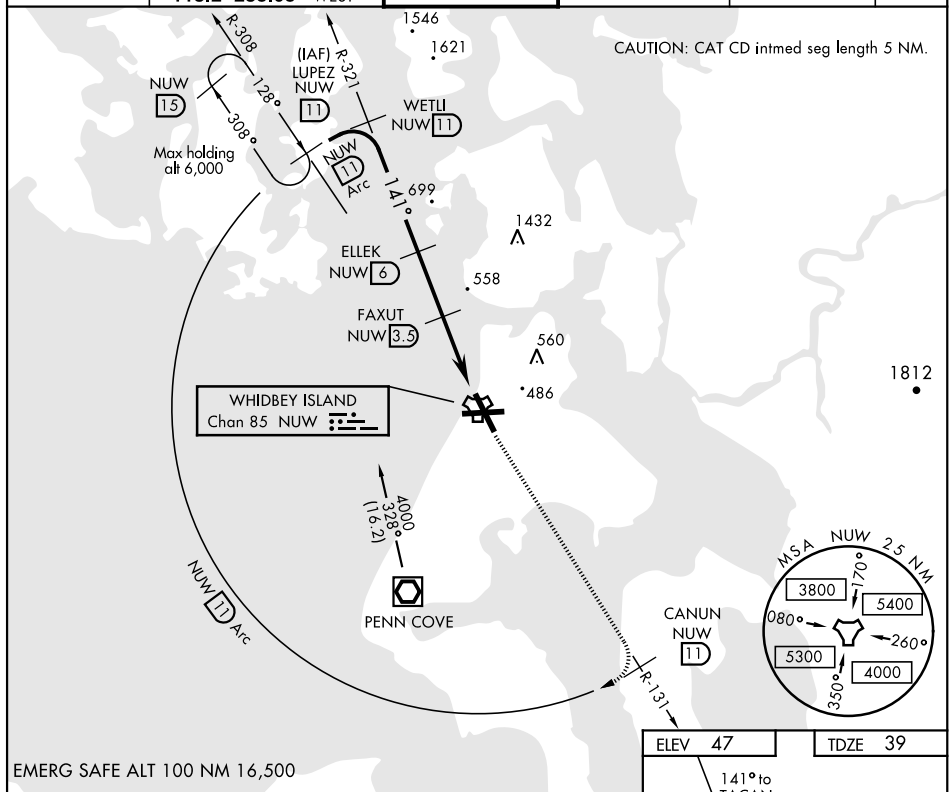 1546
1621
CAUTION: CAT CD intmed seg length 5 NM.
R-308
(IAF)
LUPEZ
NUW
11
R-321
NUW
15
128°
308°
WETLI
NUW 11
Max holding
alt 6,000
NUW
11
Arc
141°
699
1432
ELLEK
NUW 6
558
FAXUT
NUW 3.5
560
486
1812
WHIDBEY ISLAND
Chan 85 NUW
4000
328°
(16.2)
NUW 11 Arc
PENN COVE
CANUN
NUW
11
R-131
MSA NUW 25 NM
170°
3800
5400
080°
260°
5300
4000
350°
ELEV 47
TDZE 39
EMERG SAFE ALT 100 NM 16,500
141° to